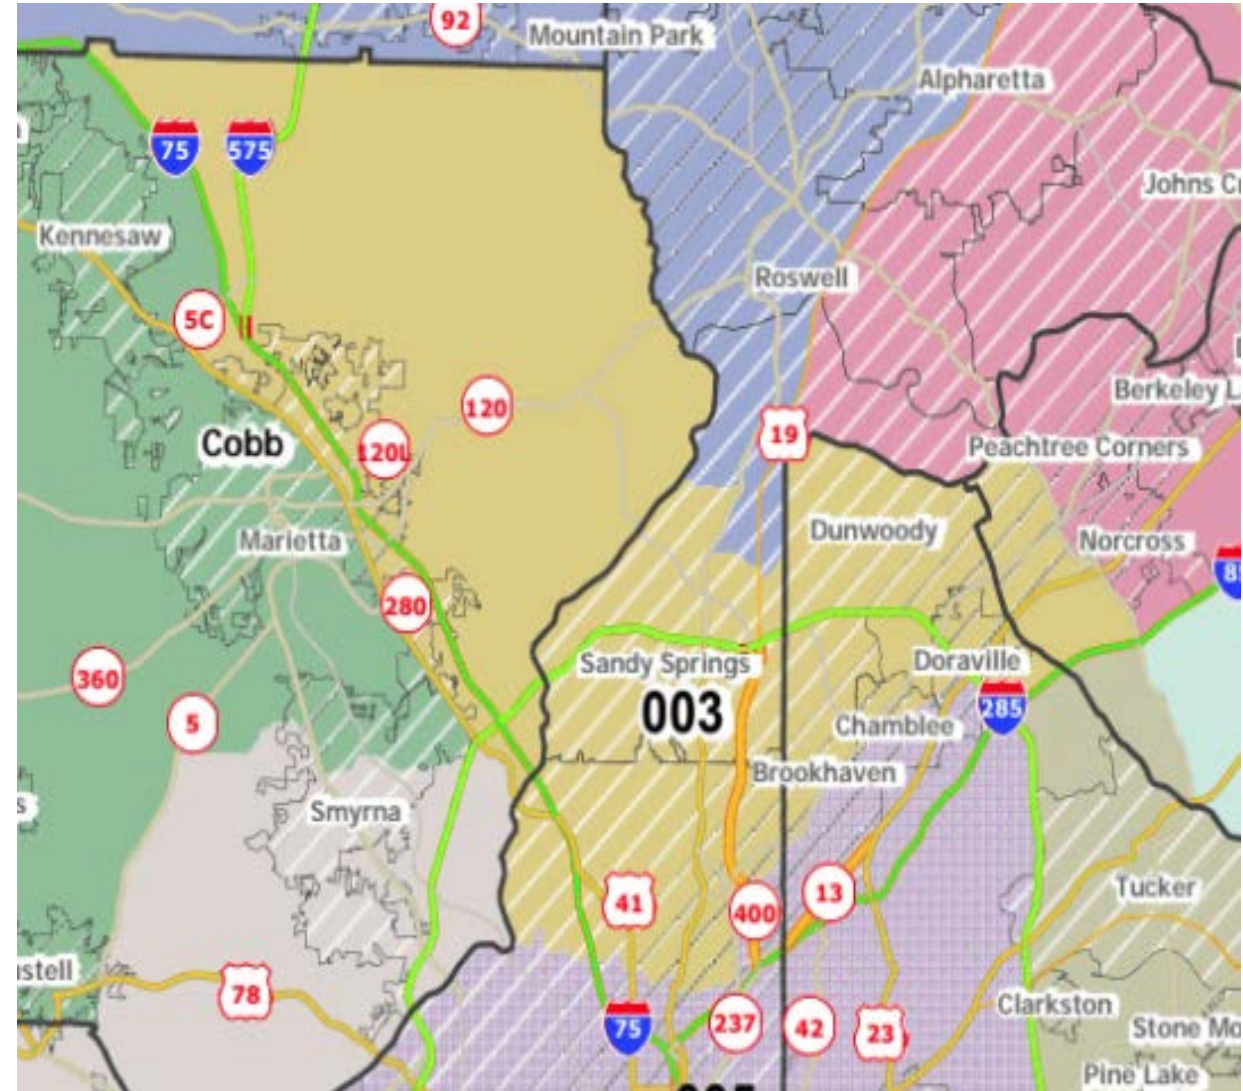 92
Mountain Park
Alpharetta
75
575
Johns Cr
Kennesaw
Roswell
5C
120
Berkeley L
Cobb
120L
19
Peachtree Corners
Dunwoody
Marietta
Norcross
85
280
Sandy Springs
Doraville
360
003
285
5
Chamblee
Brookhaven
Smyrna
Tucker
41
400
13
ustell
78
Clarkston
75
237
42
23
Stone Mo
Pine Lake